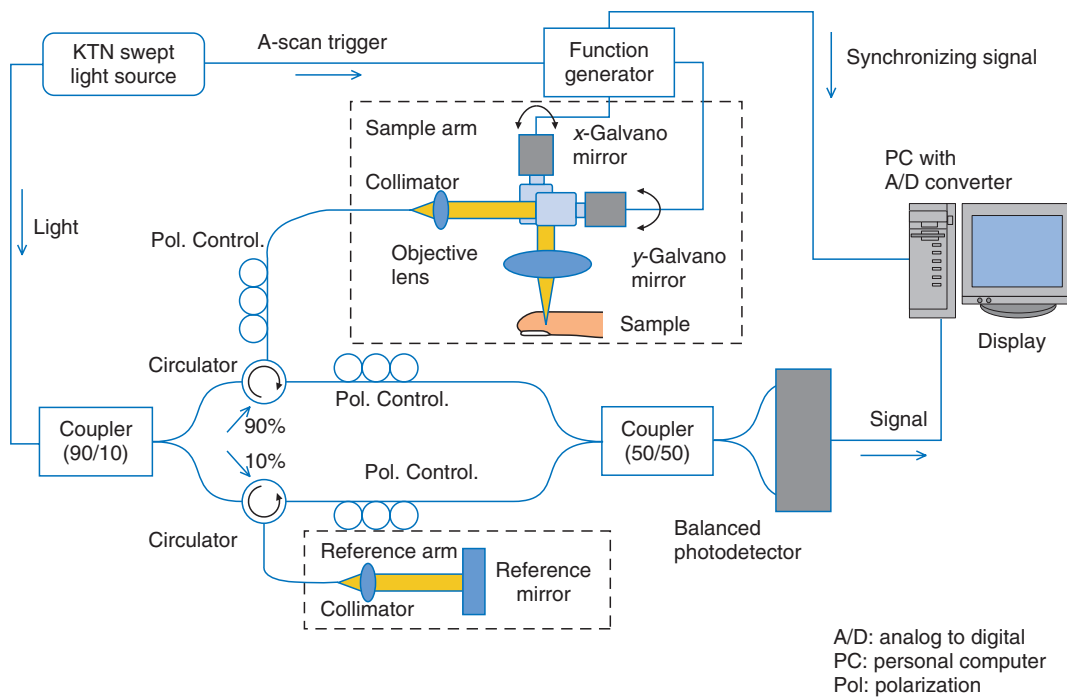 KTN swept
light source
A-scan trigger
Function
generator
Synchronizing signal
Sample arm
x-Galvano
mirror
PC with
A/D converter
Collimator
Light
Pol. Control.
Objective
lens
y-Galvano
mirror
Sample
Display
Circulator
Pol. Control.
90%
Coupler
(90/10)
Coupler
(50/50)
Signal
10%
Pol. Control.
Circulator
Balanced
photodetector
Reference arm
Reference
mirror
Collimator
A/D: analog to digital
PC: personal computer
Pol: polarization